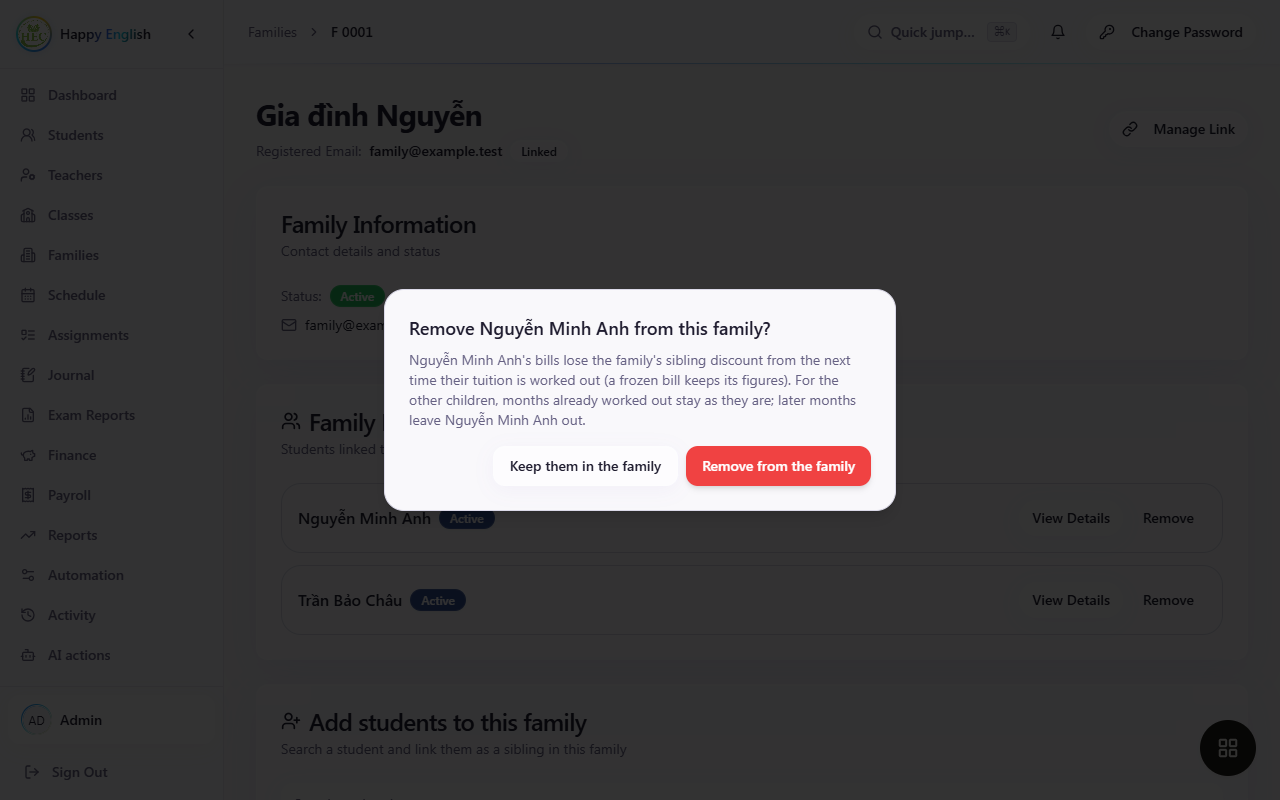 HEC
Happy English
Families > F 0001
Quick jump... ⌘K
Change Password
Dashboard
Students
Teachers
Classes
Families
Schedule
Assignments
Journal
Exam Reports
Finance
Payroll
Reports
Automation
Activity
AI actions
AD Admin
Sign Out
Gia đình Nguyễn
Registered Email: family@example.test Linked
Manage Link
Family Information
Contact details and status
Status: Active
family@exam
Remove Nguyễn Minh Anh from this family?
Nguyễn Minh Anh's bills lose the family's sibling discount from the next
time their tuition is worked out (a frozen bill keeps its figures). For the
other children, months already worked out stay as they are; later months
leave Nguyễn Minh Anh out.
Keep them in the family
Remove from the family
Family
Students linked
Nguyễn Minh Anh Active View Details Remove
Trần Bảo Châu Active View Details Remove
Add students to this family
Search a student and link them as a sibling in this family